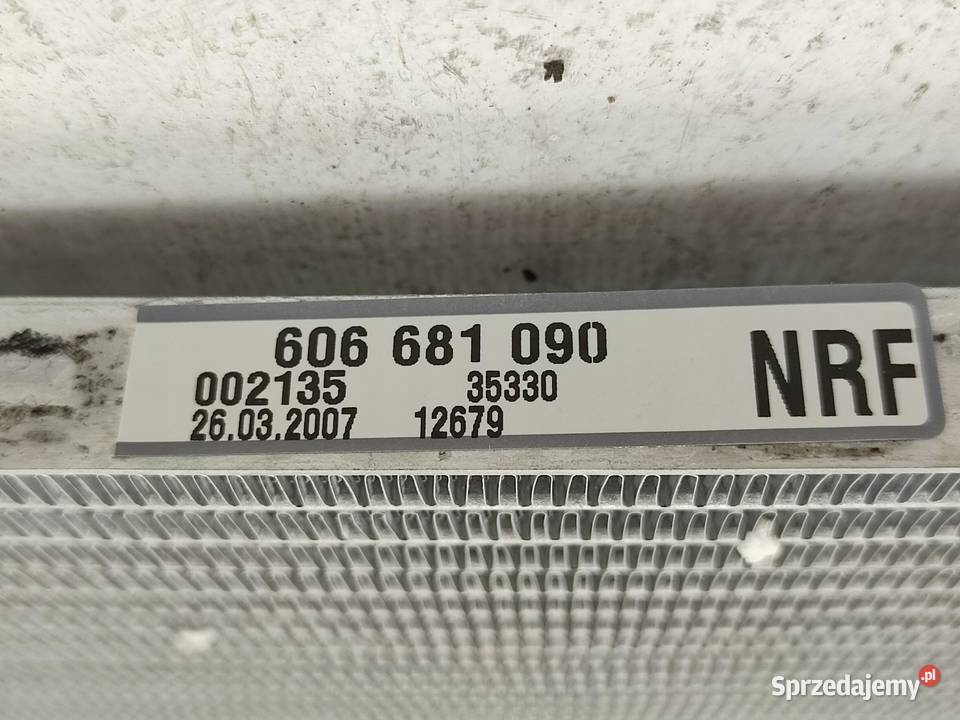 606 681 090
002135 35330
26.03.2007 12679
NRF
Sprzedajemy.pl